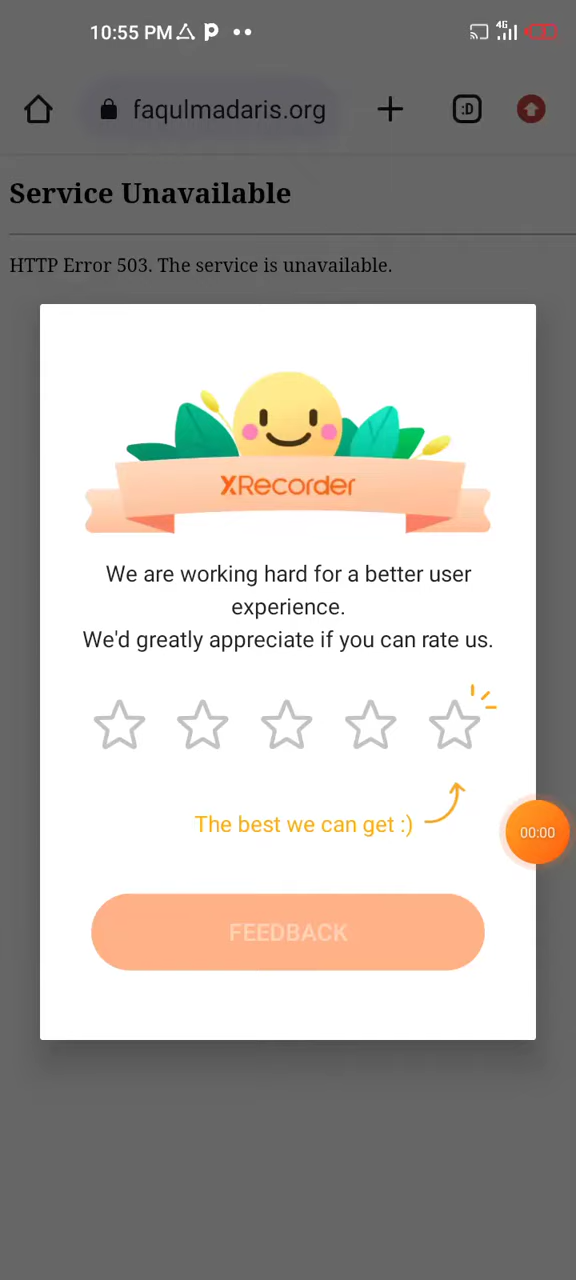 10:55 PM
4G
faqulmadaris.org
:D
Service Unavailable
HTTP Error 503. The service is unavailable.
XRecorder
We are working hard for a better user
experience.
We'd greatly appreciate if you can rate us.
The best we can get :)
00:00
FEEDBACK